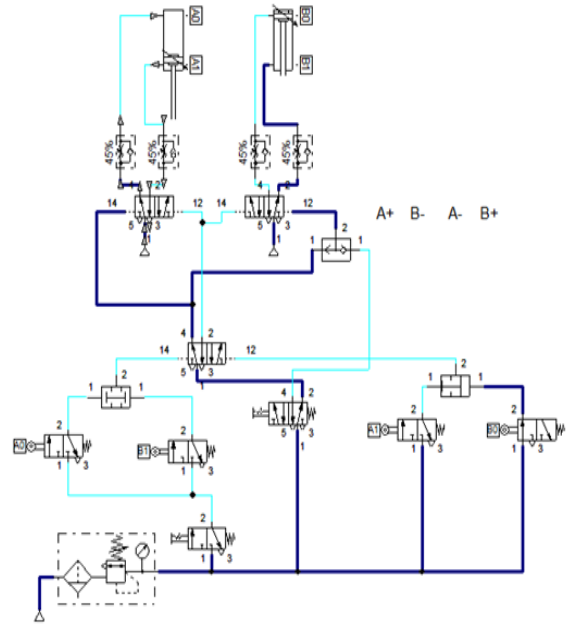 A0 B0
A1 B1
45% 45% 45% 45%
4 2 4 2
14 12 14 12
5 3 5 3
1 1
A+ B- A- B+
2
1 1
4 2
14 12
5 3
1
2 2
1 1 1 1
4 2
5 3
1
A0 2 1 3
B1 2 1 3
A1 2 1 3
B0 2 1 3
2
1 3